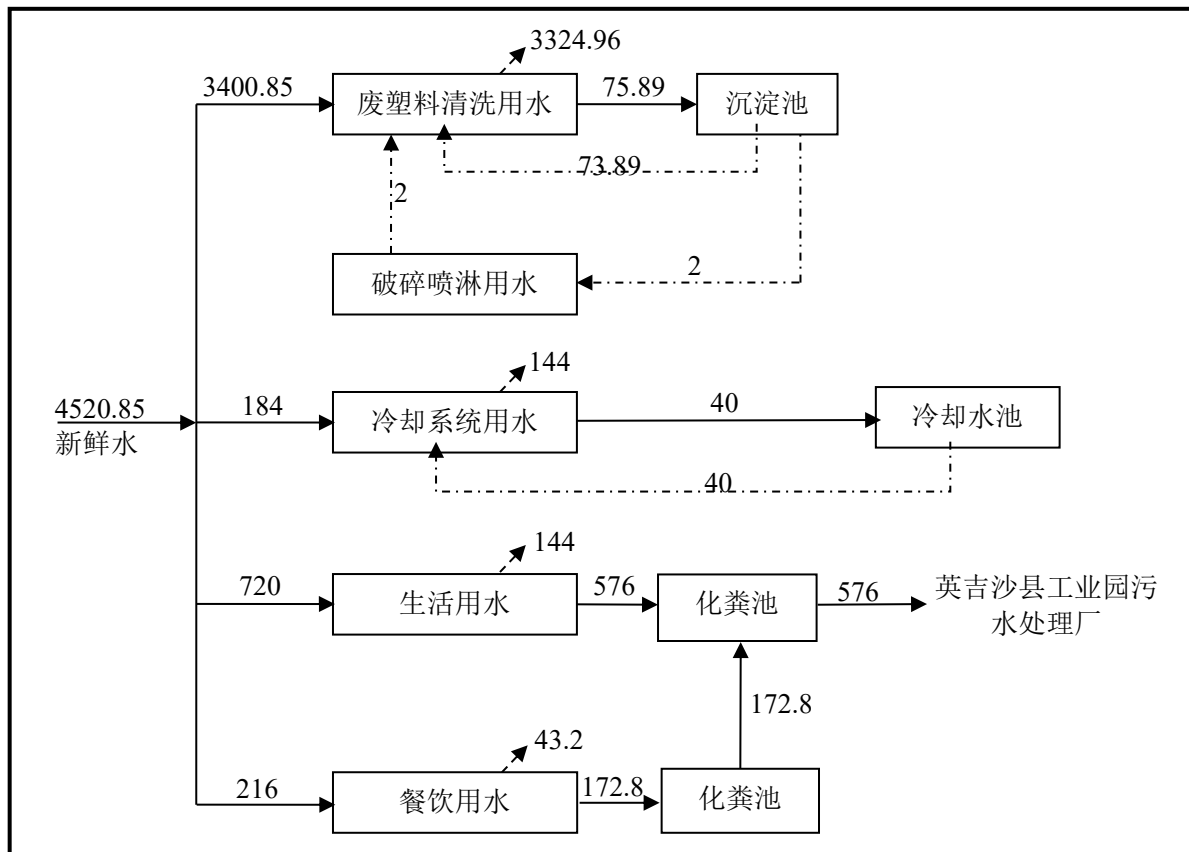 3324.96
3400.85
废塑料清洗用水
75.89
沉淀池
73.89
2
破碎喷淋用水
2
144
4520.85
新鲜水
184
冷却系统用水
40
冷却水池
40
144
720
生活用水
576
化粪池
576
英吉沙县工业园污
水处理厂
172.8
43.2
216
餐饮用水
172.8
化粪池